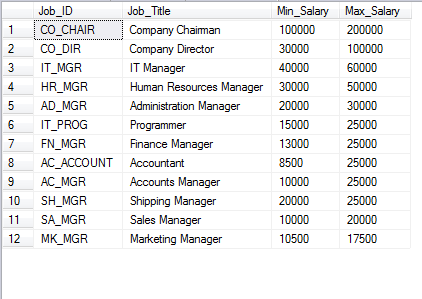 Job_ID Job_Title Min_Salary Max_Salary
1 CO_CHAIR Company Chairman 100000 200000
2 CO_DIR Company Director 30000 100000
3 IT_MGR IT Manager 40000 60000
4 HR_MGR Human Resources Manager 30000 50000
5 AD_MGR Administration Manager 20000 30000
6 IT_PROG Programmer 15000 25000
7 FN_MGR Finance Manager 13000 25000
8 AC_ACCOUNT Accountant 8500 25000
9 AC_MGR Accounts Manager 10000 25000
10 SH_MGR Shipping Manager 20000 25000
11 SA_MGR Sales Manager 10000 20000
12 MK_MGR Marketing Manager 10500 17500